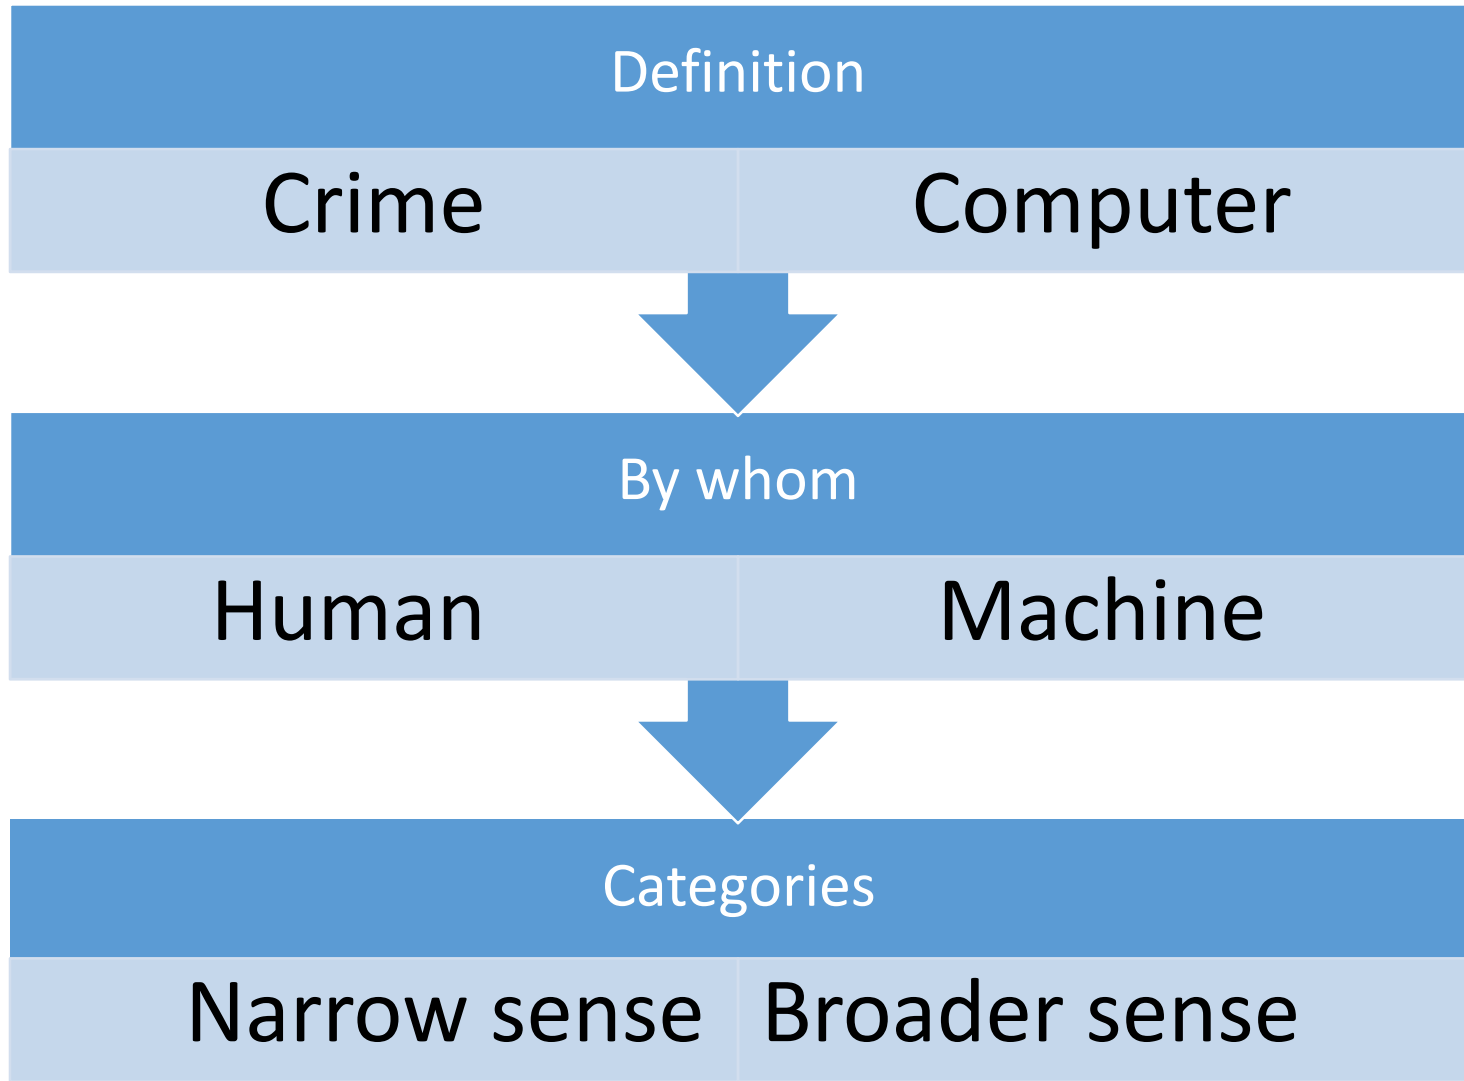 Definition
Crime Computer
By whom
Human Machine
Categories
Narrow sense Broader sense